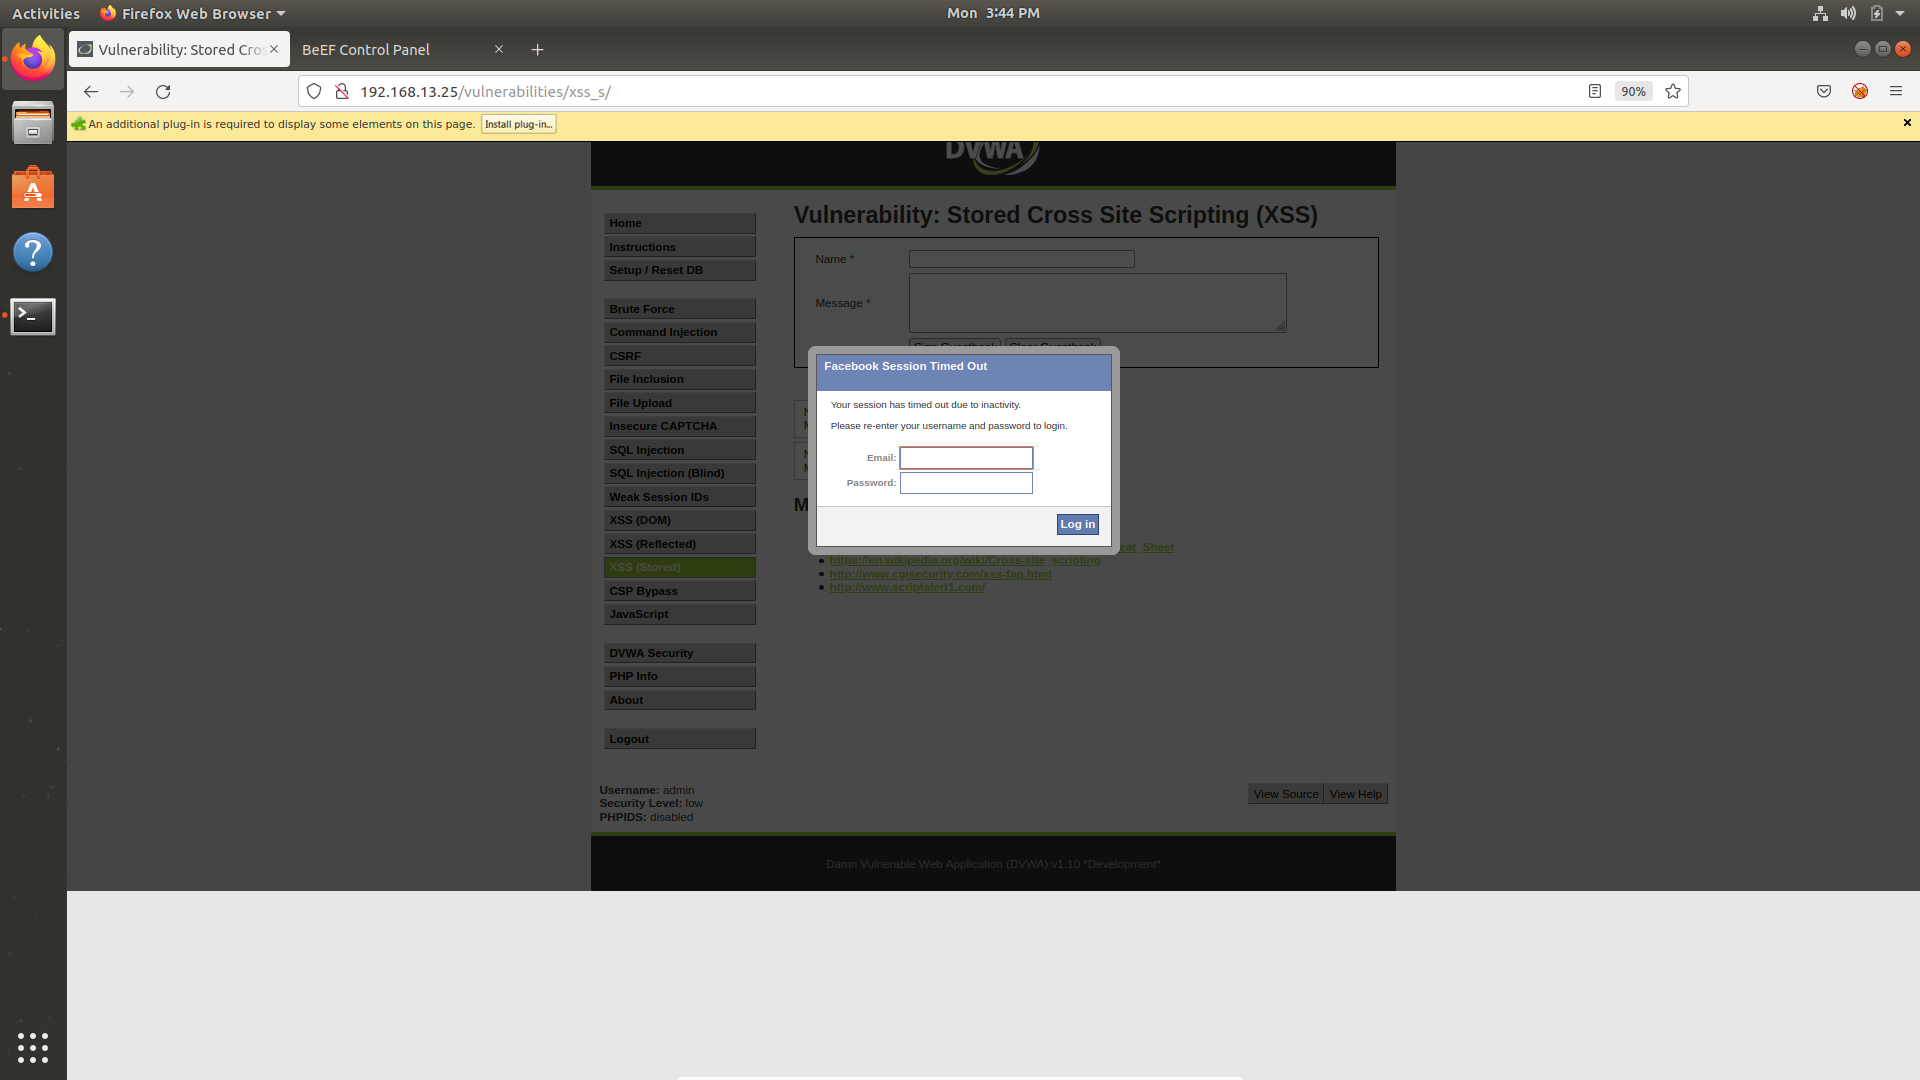 Activities Firefox Web Browser Mon 3:44 PM
Vulnerability: Stored Cros BeEF Control Panel
192.168.13.25/vulnerabilities/xss_s/ 90%
An additional plug-in is required to display some elements on this page. Install plug-in...
DVWA
Home
Instructions
Setup / Reset DB
Brute Force
Command Injection
CSRF
File Inclusion
File Upload
Insecure CAPTCHA
SQL Injection
SQL Injection (Blind)
Weak Session IDs
XSS (DOM)
XSS (Reflected)
XSS (Stored)
CSP Bypass
JavaScript
DVWA Security
PHP Info
About
Logout
Vulnerability: Stored Cross Site Scripting (XSS)
Name *
Message *
Sign Guestbook Clear Guestbook
Facebook Session Timed Out
Your session has timed out due to inactivity.
Please re-enter your username and password to login.
Email:
Password:
Log in
eat_Sheet
https://en.wikipedia.org/wiki/Cross-site_scripting
http://www.cgisecurity.com/xss-faq.html
http://www.scriptalert1.com/
Username: admin
Security Level: low
PHPIDS: disabled
View Source View Help
Damn Vulnerable Web Application (DVWA) v1.10 *Development*